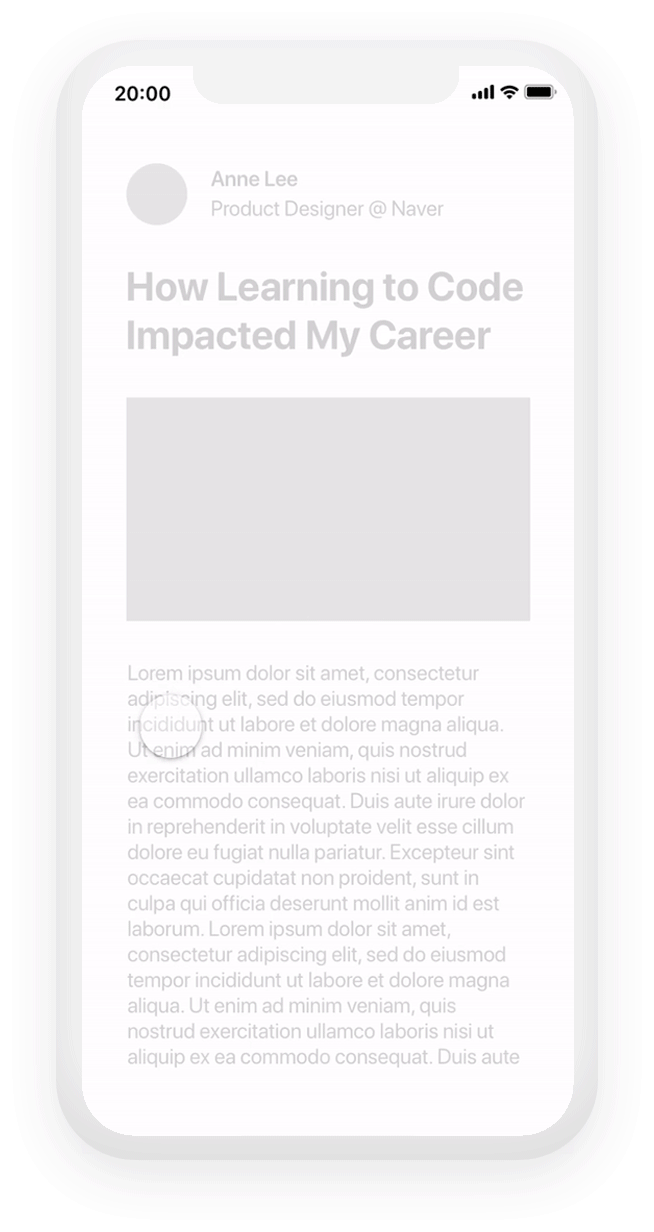 20:00
Anne Lee
Product Designer @ Naver
How Learning to Code
Impacted My Career
Lorem ipsum dolor sit amet, consectetur
adipiscing elit, sed do eiusmod tempor
incididunt ut labore et dolore magna aliqua.
Ut enim ad minim veniam, quis nostrud
exercitation ullamco laboris nisi ut aliquip ex
ea commodo consequat. Duis aute irure dolor
in reprehenderit in voluptate velit esse cillum
dolore eu fugiat nulla pariatur. Excepteur sint
occaecat cupidatat non proident, sunt in
culpa qui officia deserunt mollit anim id est
laborum. Lorem ipsum dolor sit amet,
consectetur adipiscing elit, sed do eiusmod
tempor incididunt ut labore et dolore magna
aliqua. Ut enim ad minim veniam, quis
nostrud exercitation ullamco laboris nisi ut
aliquip ex ea commodo consequat. Duis aute